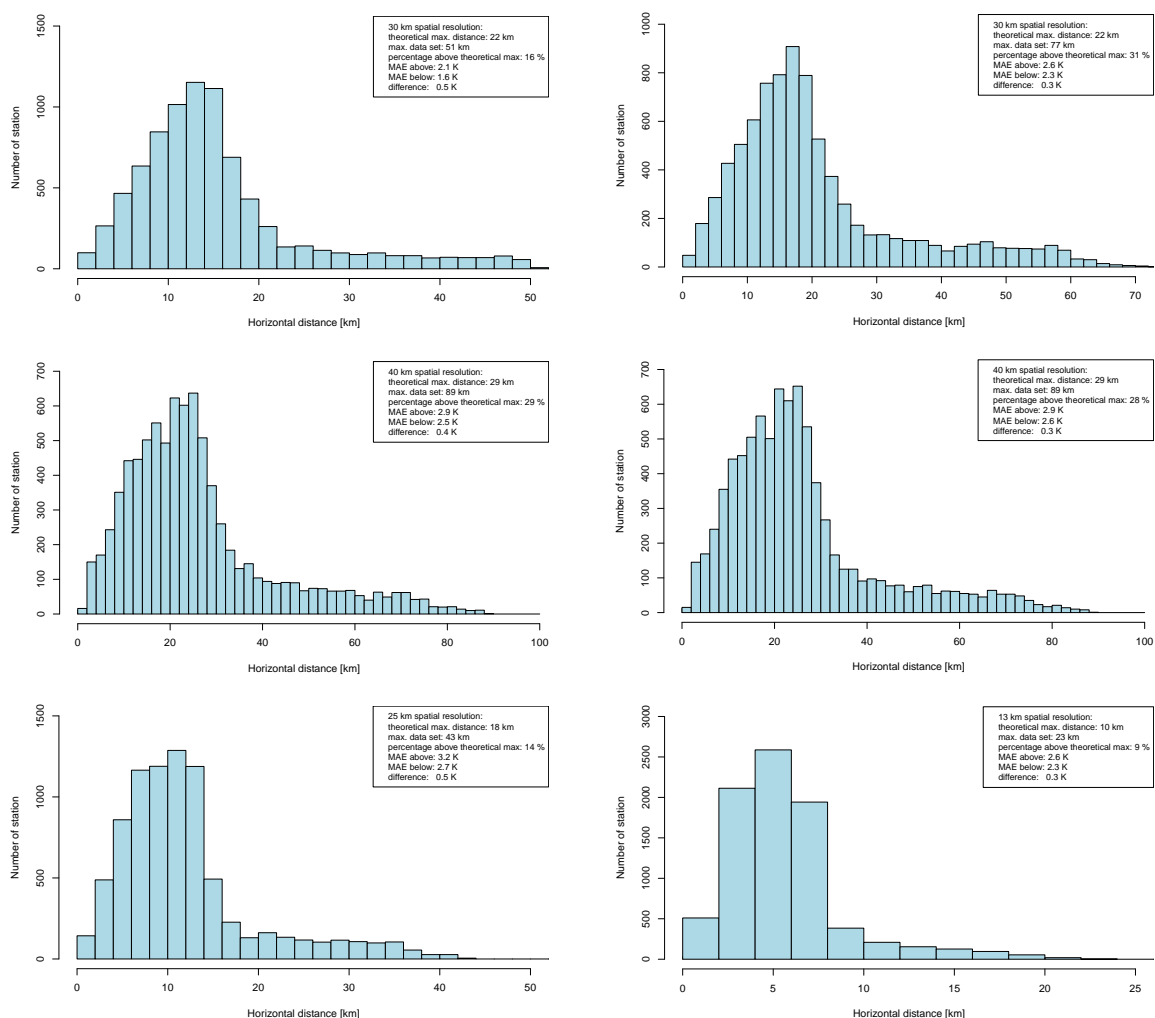 30 km spatial resolution:
theoretical max. distance: 22 km
max. data set: 51 km
percentage above theoretical max: 16 %
MAE above: 2.1 K
MAE below: 1.6 K
difference: 0.5 K
Number of station
0 500 1000 1500
0 10 20 30 40 50
Horizontal distance [km]
30 km spatial resolution:
theoretical max. distance: 22 km
max. data set: 77 km
percentage above theoretical max: 31 %
MAE above: 2.6 K
MAE below: 2.3 K
difference: 0.3 K
Number of station
0 200 400 600 800 1000
0 10 20 30 40 50 60 70
Horizontal distance [km]
40 km spatial resolution:
theoretical max. distance: 29 km
max. data set: 89 km
percentage above theoretical max: 29 %
MAE above: 2.9 K
MAE below: 2.5 K
difference: 0.4 K
Number of station
0 100 200 300 400 500 600 700
0 20 40 60 80 100
Horizontal distance [km]
40 km spatial resolution:
theoretical max. distance: 29 km
max. data set: 89 km
percentage above theoretical max: 28 %
MAE above: 2.9 K
MAE below: 2.6 K
difference: 0.3 K
Number of station
0 100 200 300 400 500 600 700
0 20 40 60 80 100
Horizontal distance [km]
25 km spatial resolution:
theoretical max. distance: 18 km
max. data set: 43 km
percentage above theoretical max: 14 %
MAE above: 3.2 K
MAE below: 2.7 K
difference: 0.5 K
Number of station
0 500 1000 1500
0 10 20 30 40 50
Horizontal distance [km]
13 km spatial resolution:
theoretical max. distance: 10 km
max. data set: 23 km
percentage above theoretical max: 9 %
MAE above: 2.6 K
MAE below: 2.3 K
difference: 0.3 K
Number of station
0 500 1000 1500 2000 2500 3000
0 5 10 15 20 25
Horizontal distance [km]